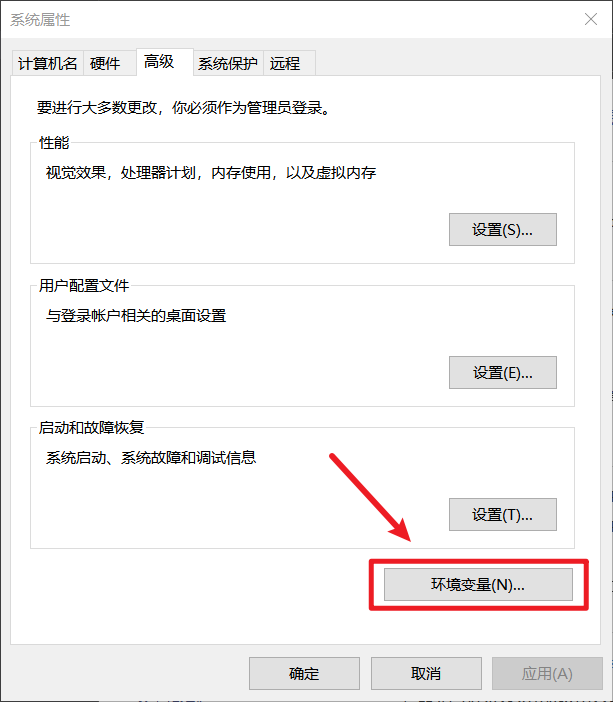 系统属性
计算机名 硬件 高级 系统保护 远程
要进行大多数更改，你必须作为管理员登录。
性能
视觉效果，处理器计划，内存使用，以及虚拟内存
设置(S)...
用户配置文件
与登录帐户相关的桌面设置
设置(E)...
启动和故障恢复
系统启动、系统故障和调试信息
设置(T)...
环境变量(N)...
确定 取消 应用(A)